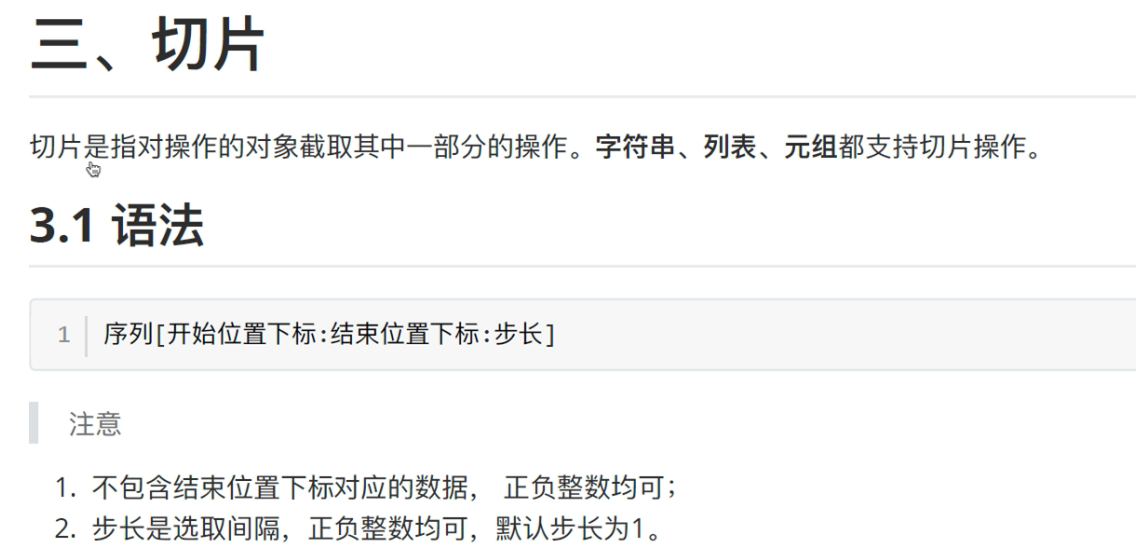 三、切片
切片是指对操作的对象截取其中一部分的操作。字符串、列表、元组都支持切片操作。
3.1 语法
1 序列[开始位置下标:结束位置下标:步长]
注意
1. 不包含结束位置下标对应的数据， 正负整数均可；
2. 步长是选取间隔，正负整数均可，默认步长为1。